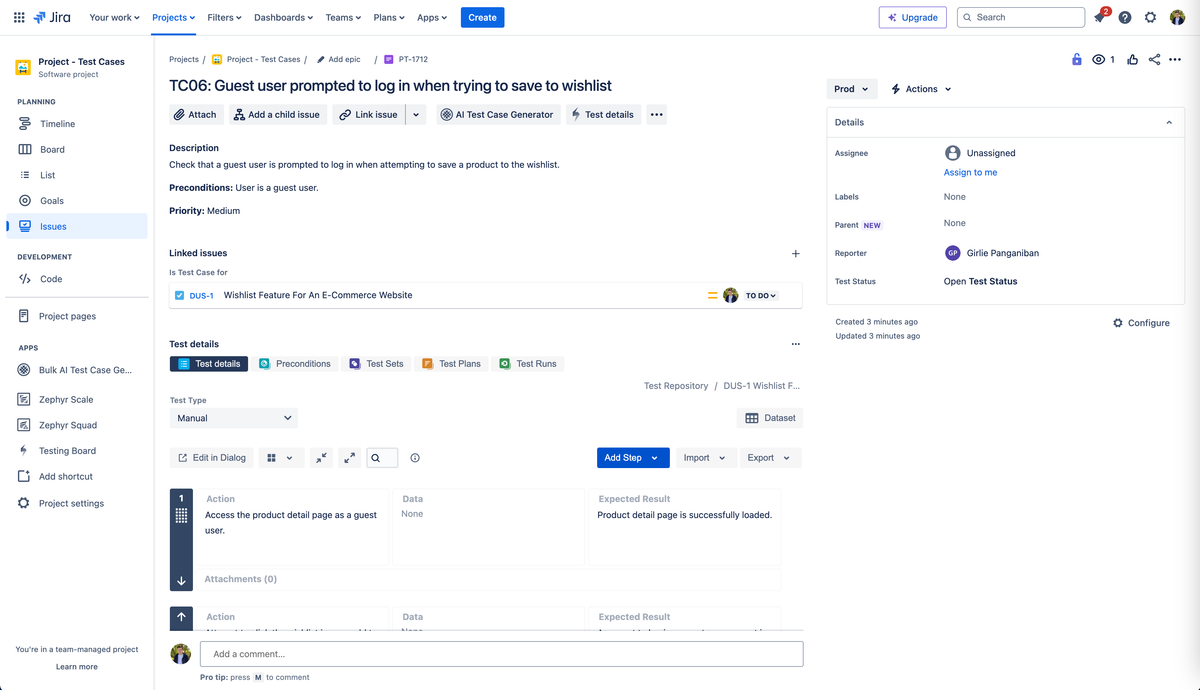 Jira
Your work
Projects
Filters
Dashboards
Teams
Plans
Apps
Create
Upgrade
Search
2
Project - Test Cases
Software project
PLANNING
Timeline
Board
List
Goals
Issues
DEVELOPMENT
Code
Project pages
APPS
Bulk AI Test Case Ge...
Zephyr Scale
Zephyr Squad
Testing Board
Add shortcut
Project settings
You're in a team-managed project
Learn more
Projects / Project - Test Cases / Add epic / PT-1712
1
TC06: Guest user prompted to log in when trying to save to wishlist
Attach
Add a child issue
Link issue
AI Test Case Generator
Test details
Description
Check that a guest user is prompted to log in when attempting to save a product to the wishlist.
Preconditions: User is a guest user.
Priority: Medium
Linked issues
Is Test Case for
DUS-1 Wishlist Feature For An E-Commerce Website
TO DO
Test details
Test details
Preconditions
Test Sets
Test Plans
Test Runs
Test Repository / DUS-1 Wishlist F...
Test Type
Manual
Dataset
Edit in Dialog
Add Step
Import
Export
1
Action
Access the product detail page as a guest
user.
Data
None
Expected Result
Product detail page is successfully loaded.
Attachments (0)
Action
Data
Expected Result
Add a comment...
Pro tip: press M to comment
Prod
Actions
Details
Assignee
Unassigned
Assign to me
Labels
None
Parent NEW
None
Reporter
GP Girlie Panganiban
Test Status
Open Test Status
Created 3 minutes ago
Updated 3 minutes ago
Configure